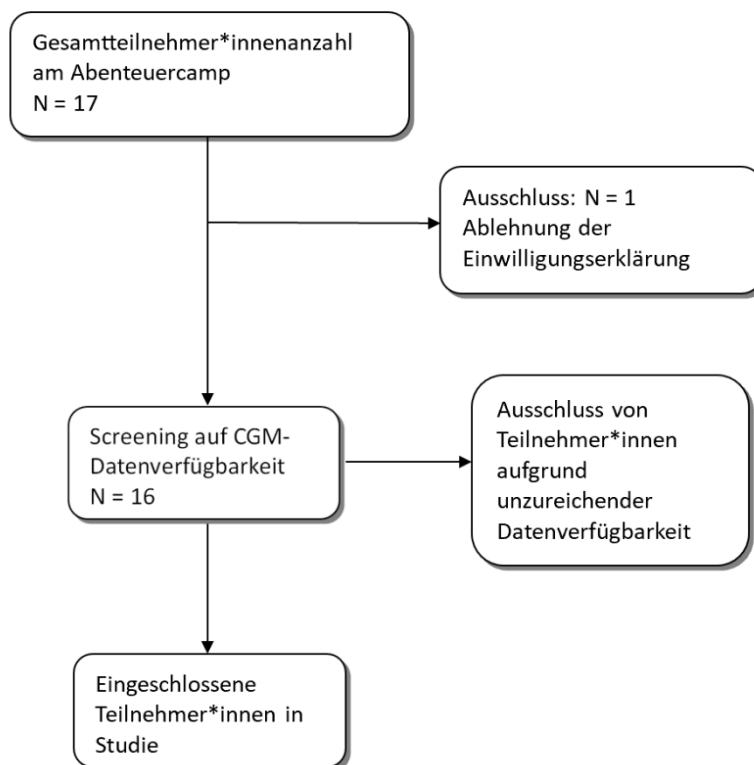 Gesamtteilnehmer*innenanzahl
am Abenteuercamp
N = 17
Ausschluss: N = 1
Ablehnung der
Einwilligungserklärung
Screening auf CGM-
Datenverfügbarkeit
N = 16
Ausschluss von
Teilnehmer*innen
aufgrund
unzureichender
Datenverfügbarkeit
Eingeschlossene
Teilnehmer*innen in
Studie